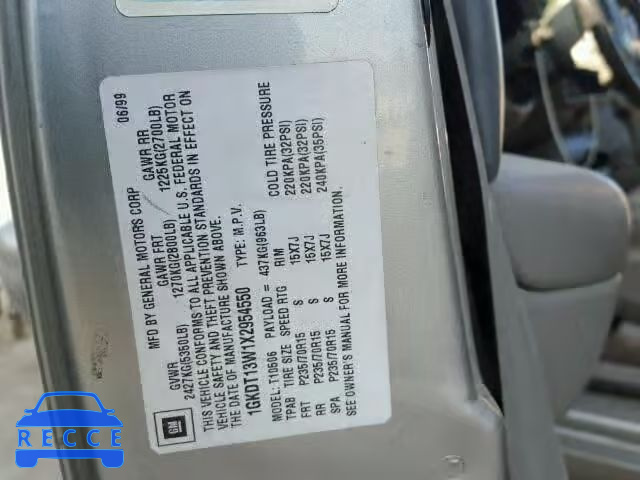 MFD BY GENERAL MOTORS CORP 06/99
GVWR GAWR FRT GAWR RR
2427KG(5350LB) 1270KG(2800LB) 1225KG(2700LB)
THIS VEHICLE CONFORMS TO ALL APPLICABLE U.S. FEDERAL MOTOR
VEHICLE SAFETY AND THEFT PREVENTION STANDARDS IN EFFECT ON
THE DATE OF MANUFACTURE SHOWN ABOVE.
1GKDT13W1X2954550 TYPE: M.P.V.
MODEL: T10506 PAYLOAD = 437KG(963LB)
TPAB TIRE SIZE SPEED RTG RIM COLD TIRE PRESSURE
FRT P235/70R15 S 15X7J 220KPA(32PSI)
RR P235/70R15 S 15X7J 220KPA(32PSI)
SPA P235/70R15 S 15X7J 240KPA(35PSI)
SEE OWNER'S MANUAL FOR MORE INFORMATION
GM
RECCE